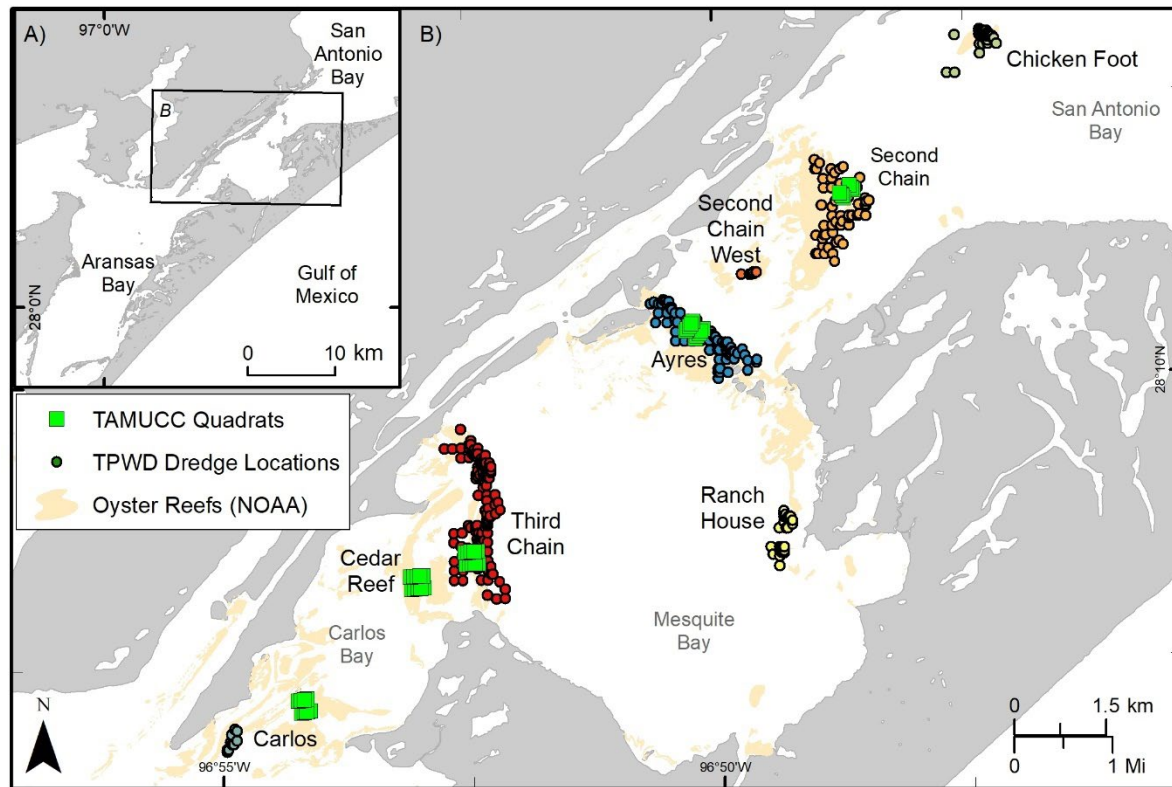 A)
97°0'W
San
Antonio
Bay
B
Aransas
Bay
28°0'N
Gulf of
Mexico
0 10 km
TAMUCC Quadrats
TPWD Dredge Locations
Oyster Reefs (NOAA)
B)
Chicken Foot
San Antonio
Bay
Second
Chain
Second
Chain
West
Ayres
28°10'N
Ranch
House
Third
Chain
Cedar
Reef
Mesquite
Bay
Carlos
Bay
Carlos
N
96°55'W
96°50'W
0 1.5 km
0 1 Mi